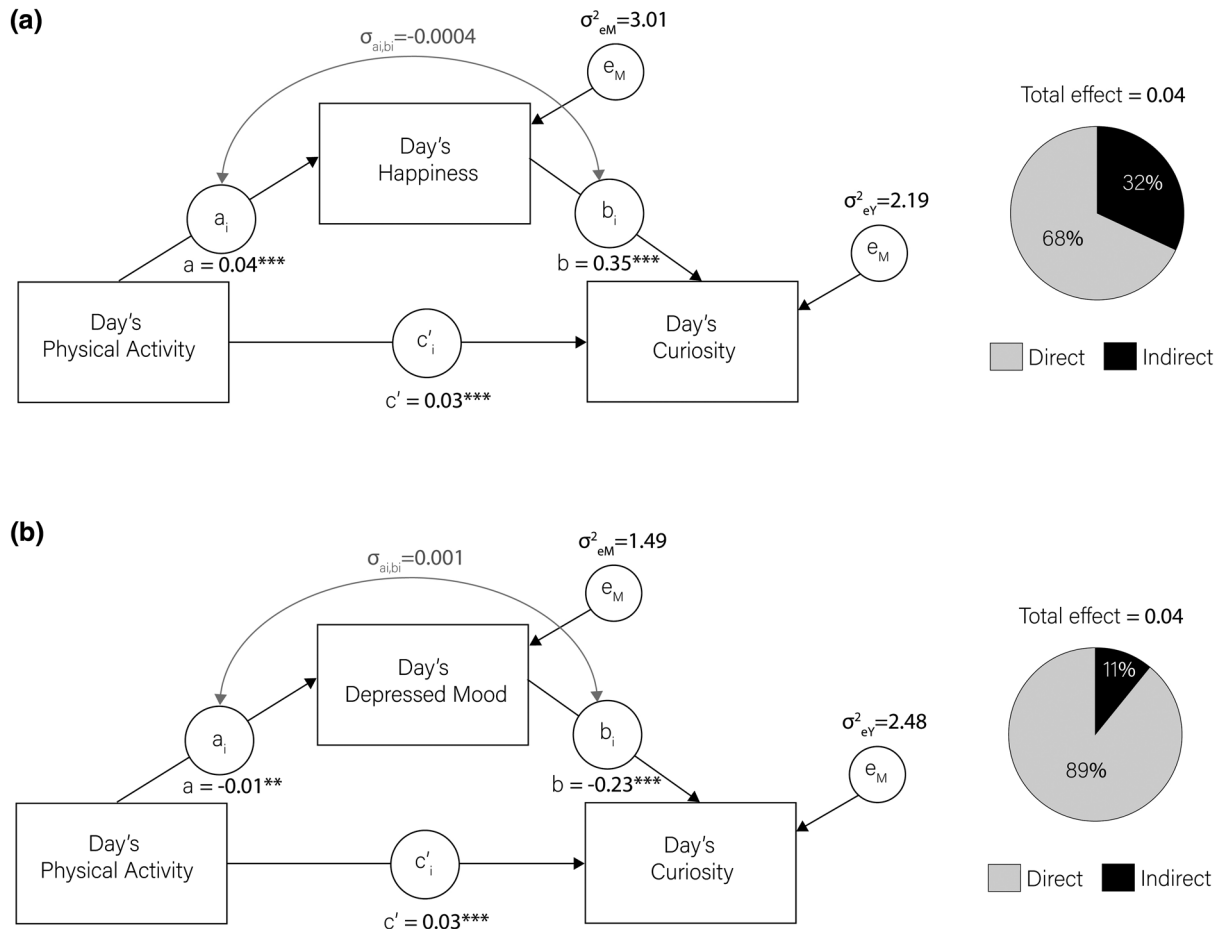 (a)
σ²eM=3.01
σai,bi=-0.0004
eM
Total effect = 0.04
Day's
Happiness
32%
68%
ai
bi
σ²eY=2.19
eM
a = 0.04***
b = 0.35***
Day's
Physical Activity
c'i
Day's
Curiosity
Direct
Indirect
c' = 0.03***
(b)
σ²eM=1.49
σai,bi=0.001
eM
Total effect = 0.04
Day's
Depressed Mood
11%
89%
ai
bi
σ²eY=2.48
eM
a = -0.01**
b = -0.23***
Day's
Physical Activity
c'i
Day's
Curiosity
Direct
Indirect
c' = 0.03***